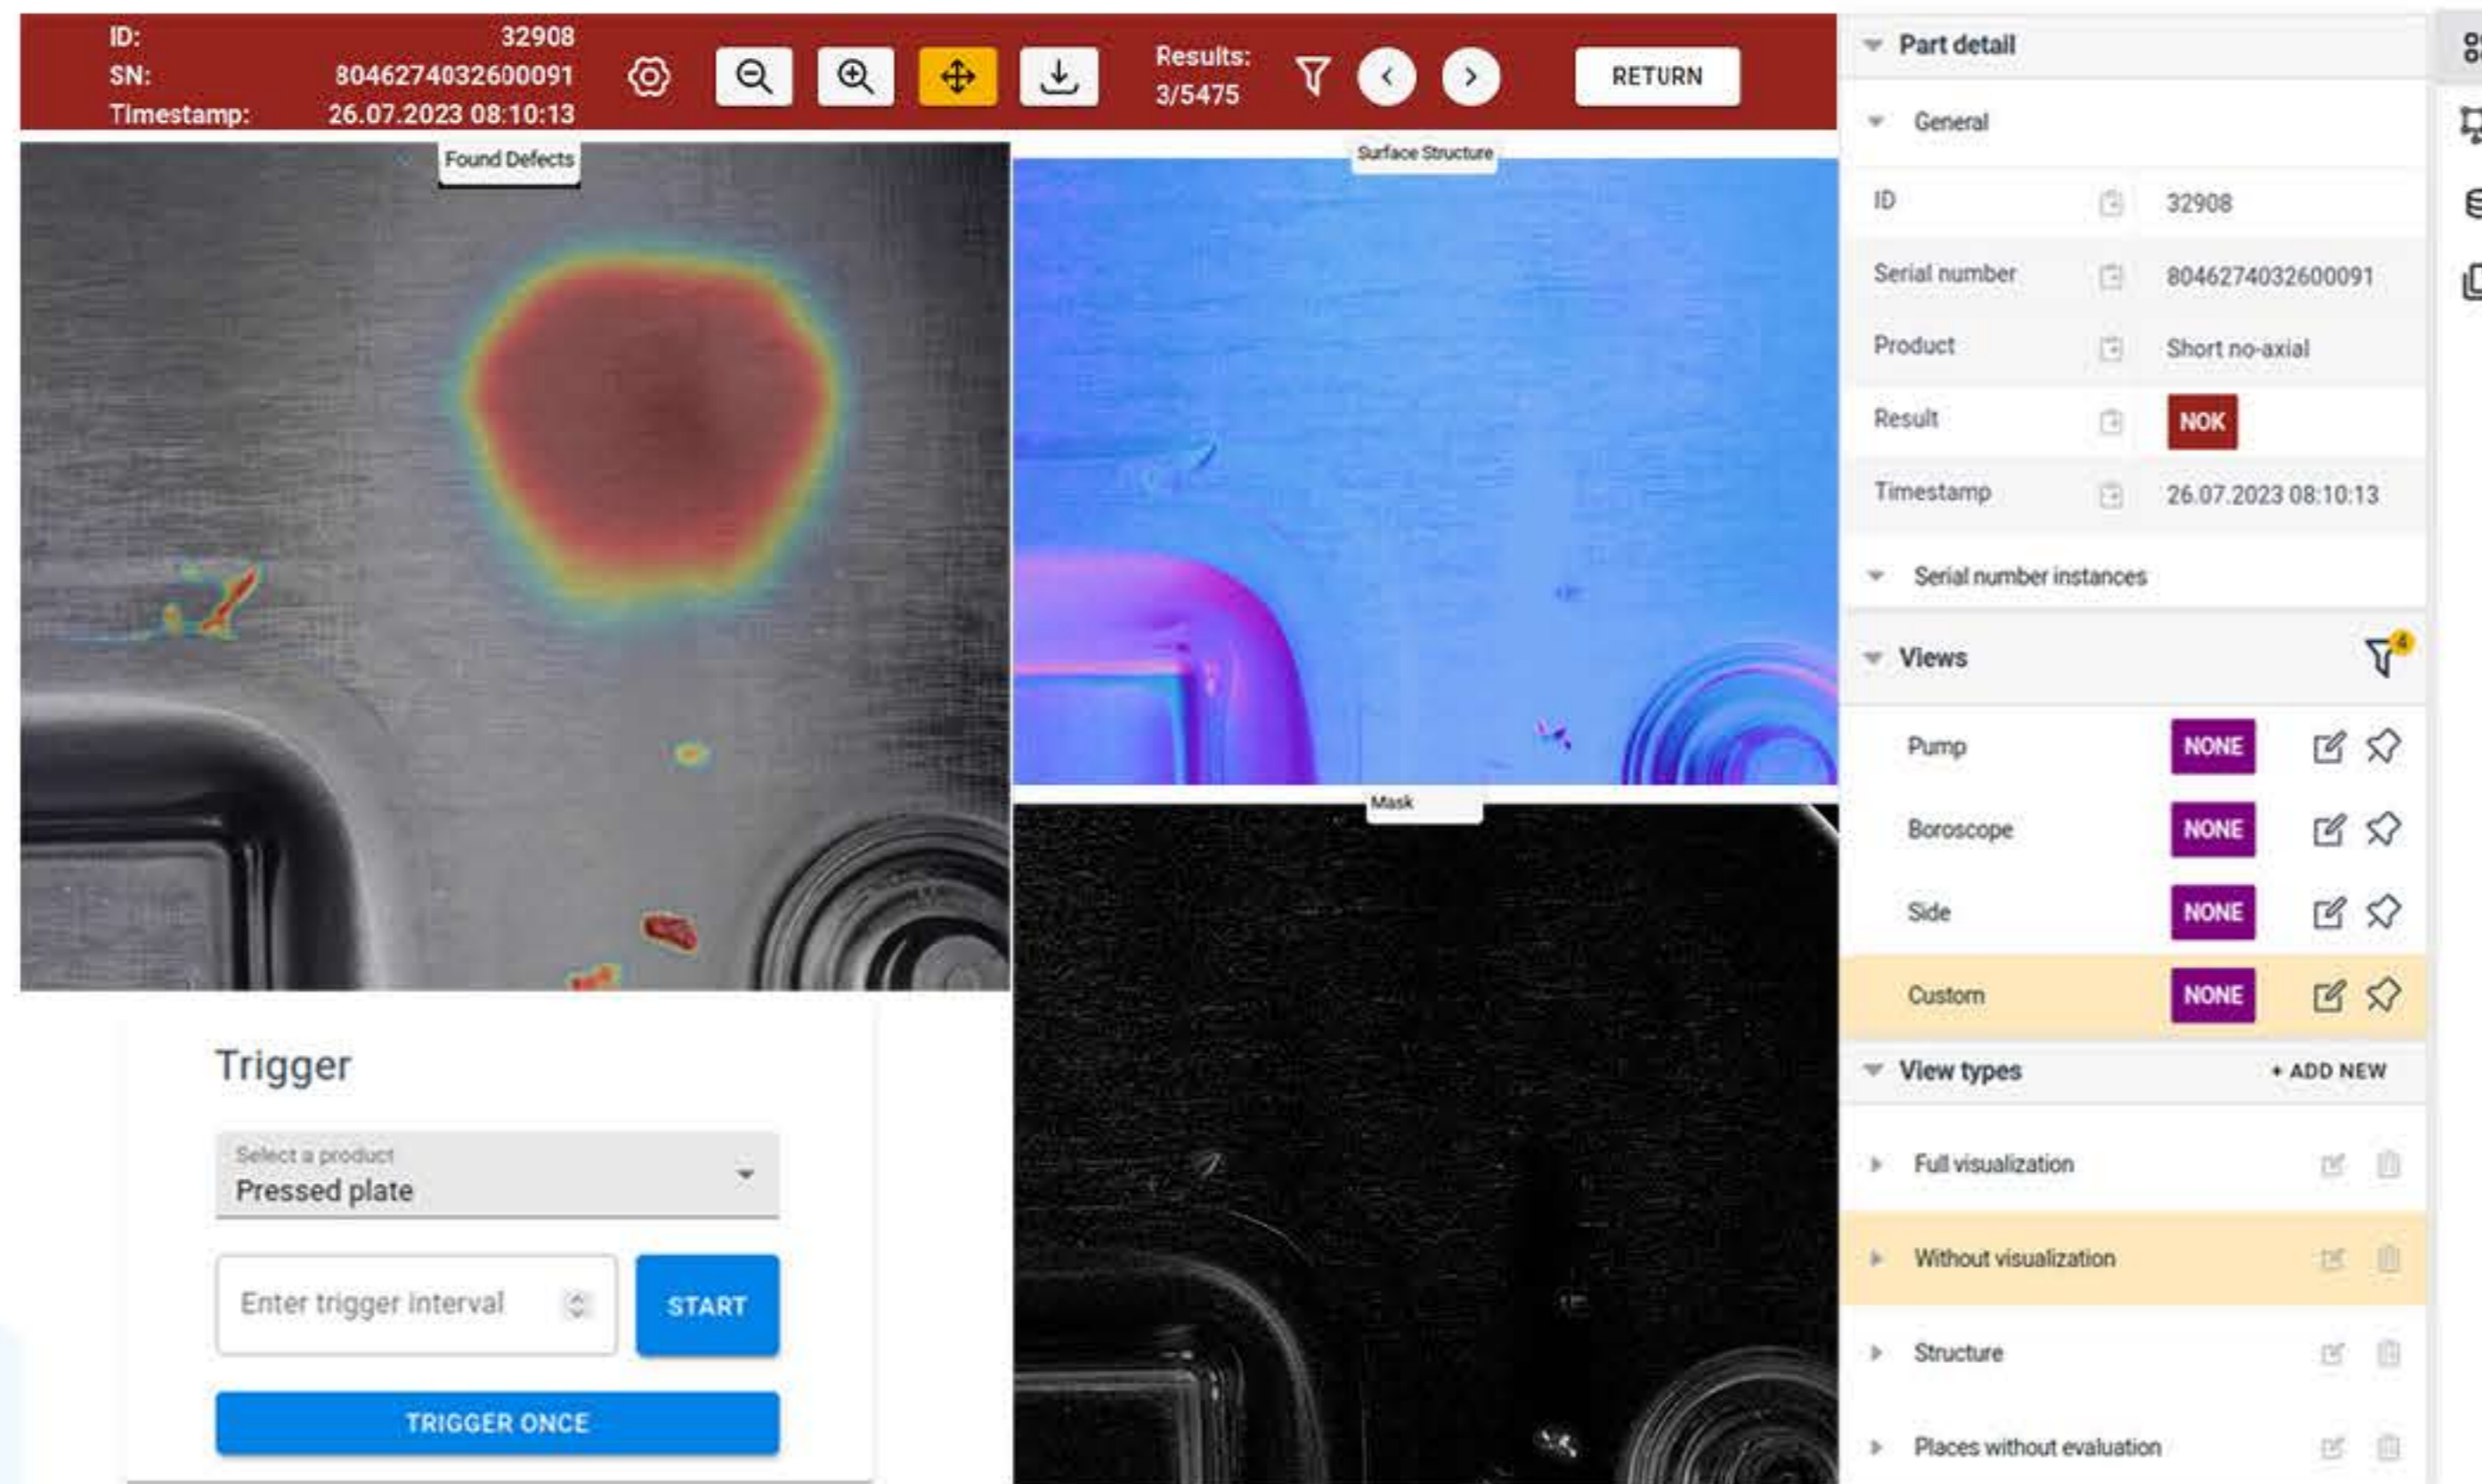 ID: 32908
SN: 8046274032600091
Timestamp: 26.07.2023 08:10:13
Results:
3/5475
RETURN
Found Defects
Surface Structure
Mask
Trigger
Select a product
Pressed plate
Enter trigger interval
START
TRIGGER ONCE
Part detail
General
ID 32908
Serial number 8046274032600091
Product Short no-axial
Result NOK
Timestamp 26.07.2023 08:10:13
Serial number instances
Views 4
Pump NONE
Boroscope NONE
Side NONE
Custom NONE
View types + ADD NEW
Full visualization
Without visualization
Structure
Places without evaluation